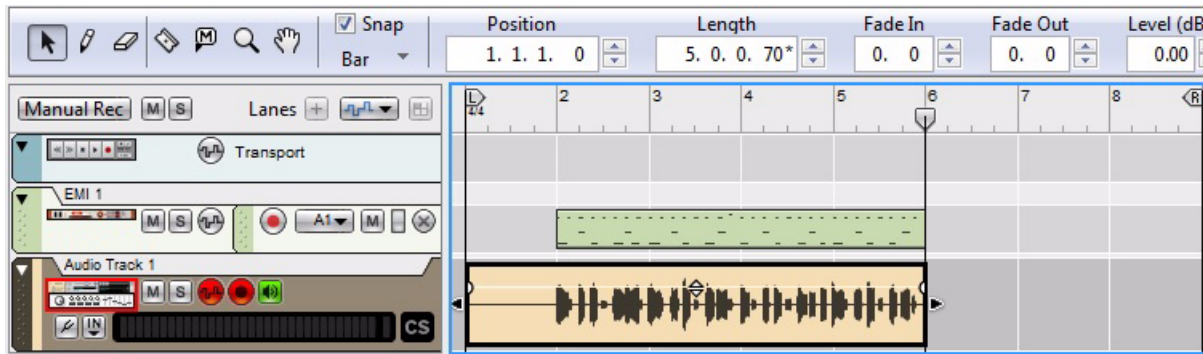 Snap Position Length Fade In Fade Out Level (dB
Bar 1. 1. 1. 0 5. 0. 0. 70* 0. 0 0. 0 0.00
Manual Rec M S Lanes + L 2 3 4 5 6 7 8 R
4/4
Transport
EMI 1
M S A1 M
Audio Track 1
M S
IN CS
M